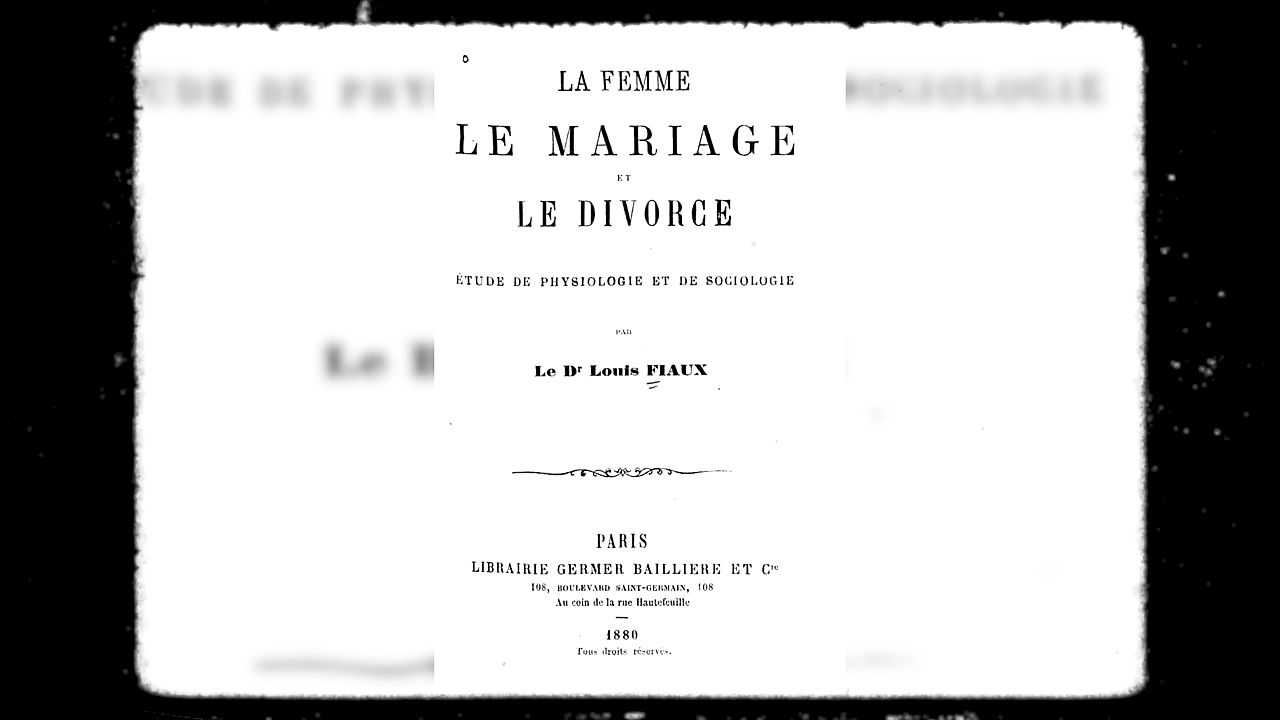 LA FEMME
LE MARIAGE
ET
LE DIVORCE
ÉTUDE DE PHYSIOLOGIE ET DE SOCIOLOGIE
PAR
Le Dr Louis FIAUX
PARIS
LIBRAIRIE GERMER BAILLIERE ET Cie
108, BOULEVARD SAINT-GERMAIN, 108
Au coin de la rue Hautefeuille
1880
Tous droits réservés.